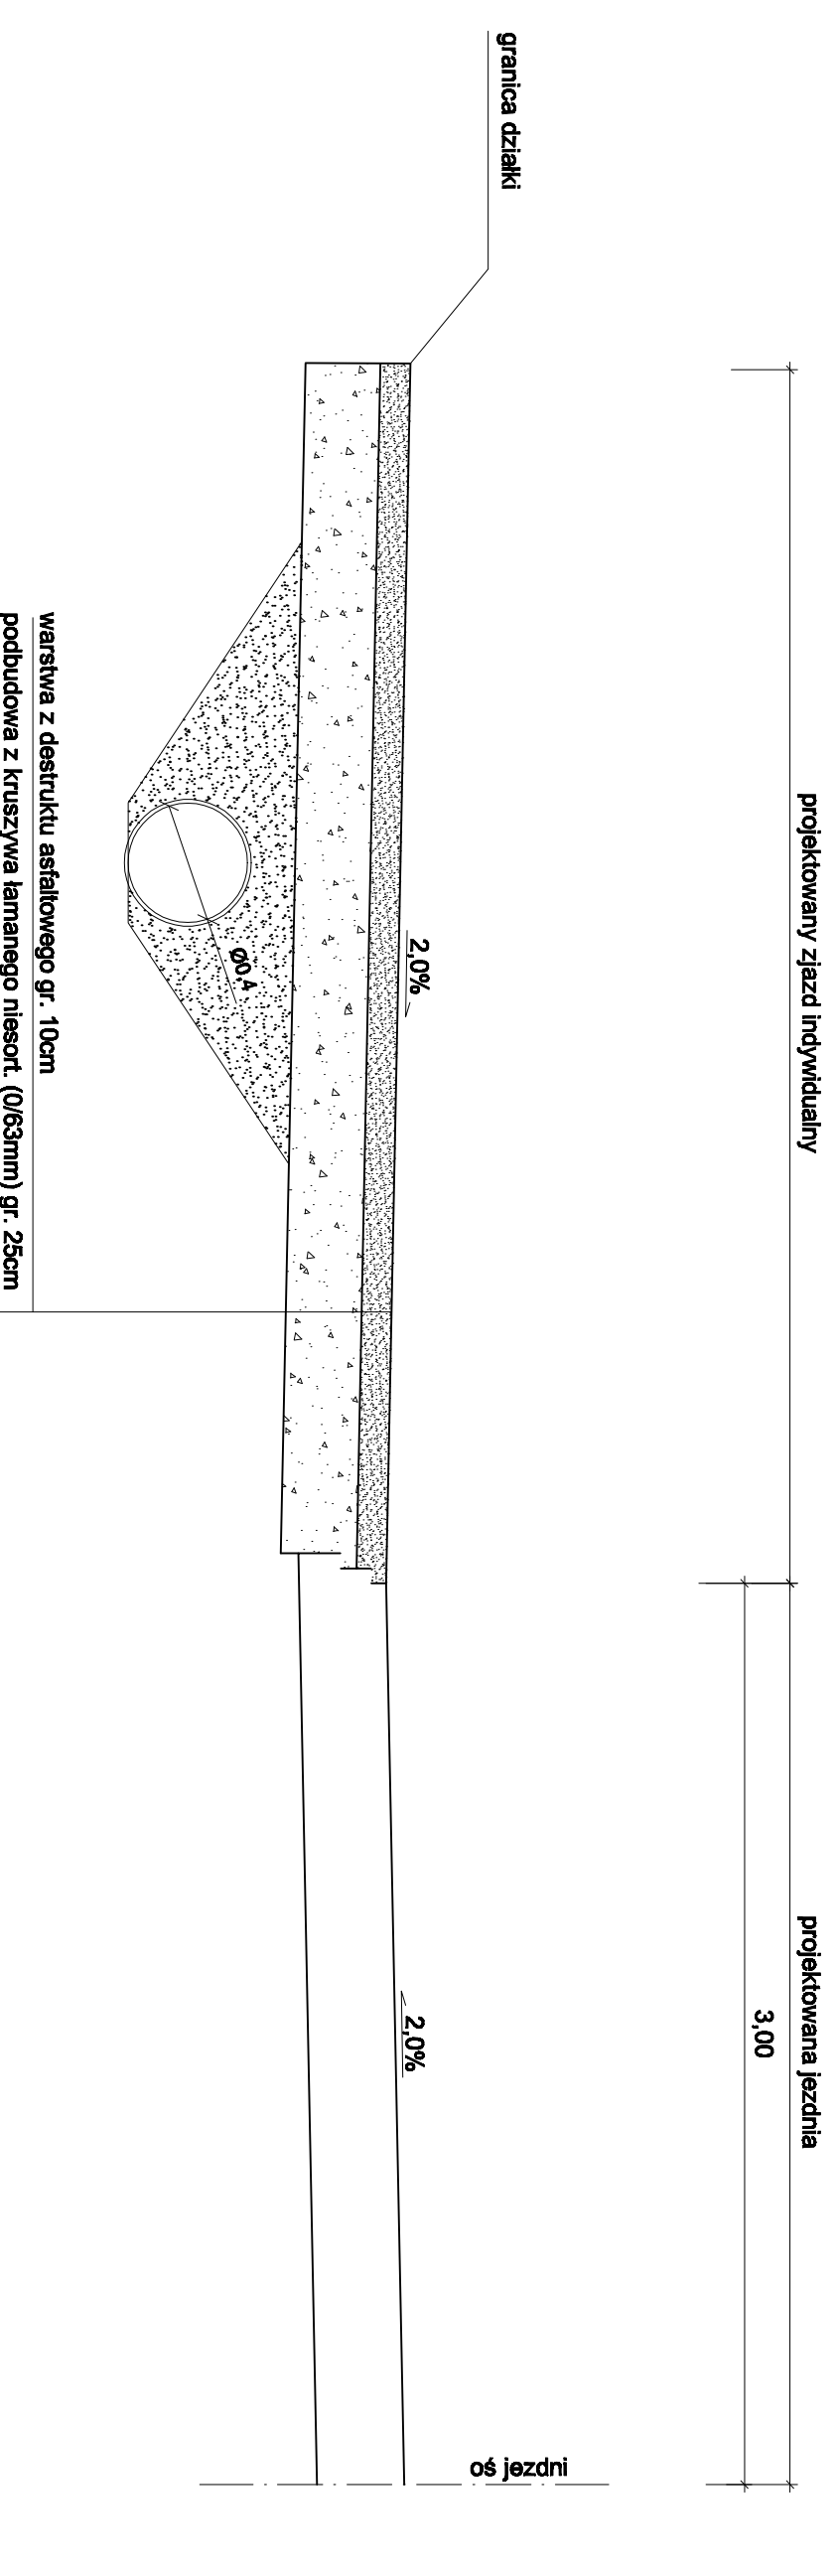 projektowany zjazd indywidualny
projektowana jezdnia
3,00
granica działki
oś jezdni
2,0%
2,0%
Ø0,4
warstwa z destruktu asfaltowego gr. 10cm
podbudowa z kruszywa łamanego niesort. (0/63mm) gr. 25cm